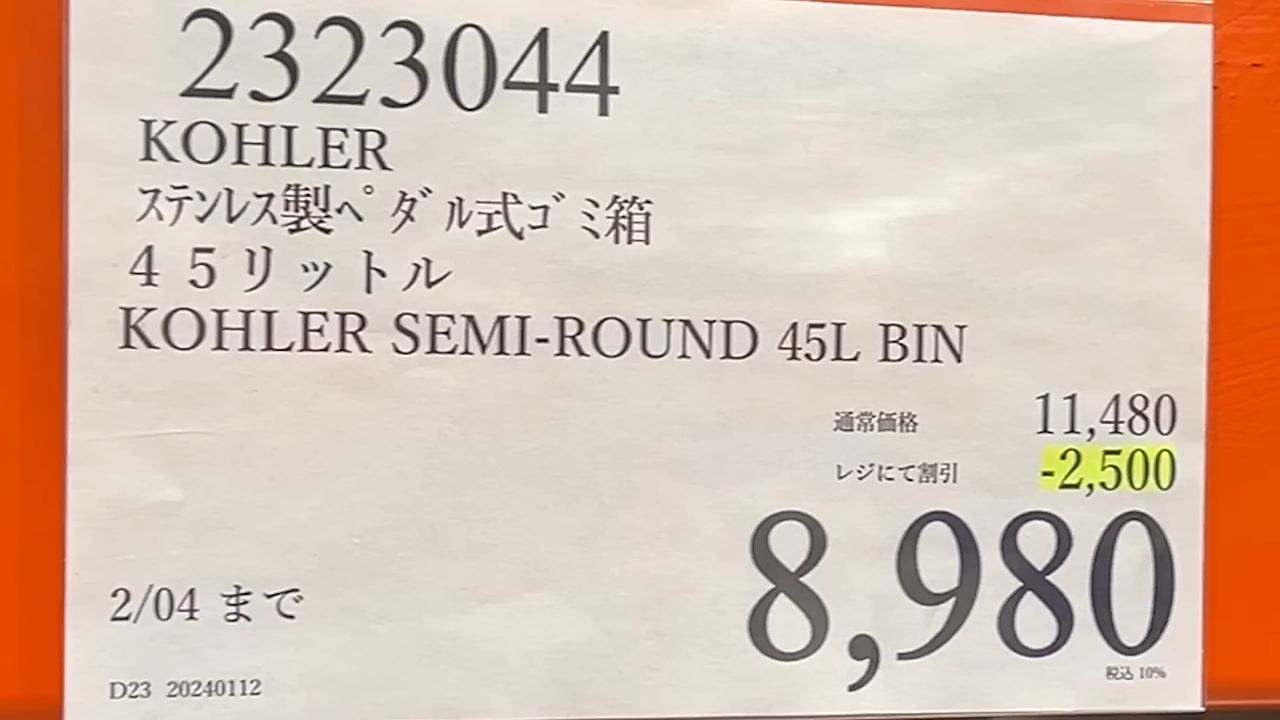 2323044
KOHLER
ｽﾃﾝﾚｽ製ﾍﾟﾀﾞﾙ式ｺﾞﾐ箱
４５リットル
KOHLER SEMI-ROUND 45L BIN
通常価格 11,480
レジにて割引 -2,500
8,980
税込 10%
2/04 まで
D23 20240112